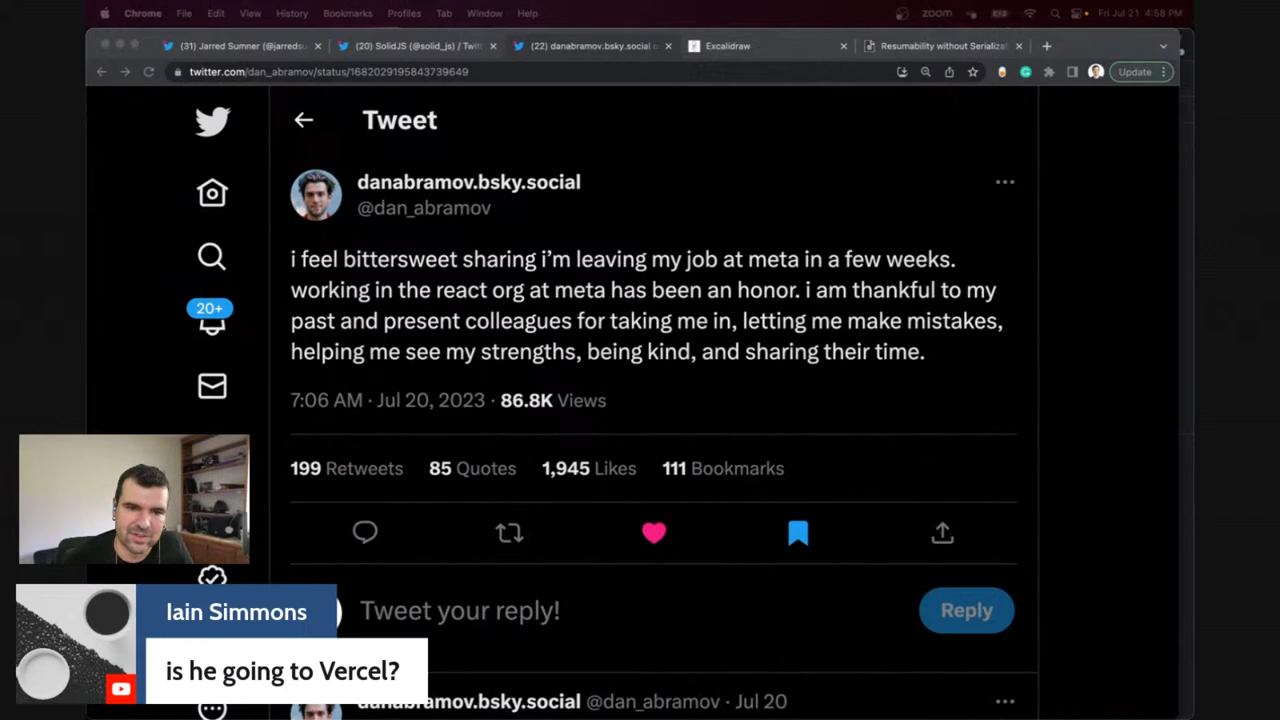 Chrome File Edit View History Bookmarks Profiles Tab Window Help zoom Fri Jul 21 4:58 PM
(31) Jarred Sumner (@jarredsu
(20) SolidJS (@solid_js) / Twitt
(22) danabramov.bsky.social o
Excalidraw
Resumability without Serializat
twitter.com/dan_abramov/status/1682029195843739649
Update
Tweet
danabramov.bsky.social
@dan_abramov
i feel bittersweet sharing i’m leaving my job at meta in a few weeks.
working in the react org at meta has been an honor. i am thankful to my
past and present colleagues for taking me in, letting me make mistakes,
helping me see my strengths, being kind, and sharing their time.
20+
7:06 AM · Jul 20, 2023 · 86.8K Views
199 Retweets 85 Quotes 1,945 Likes 111 Bookmarks
Tweet your reply!
Reply
Iain Simmons
is he going to Vercel?
danabramov.bsky.social @dan_abramov · Jul 20